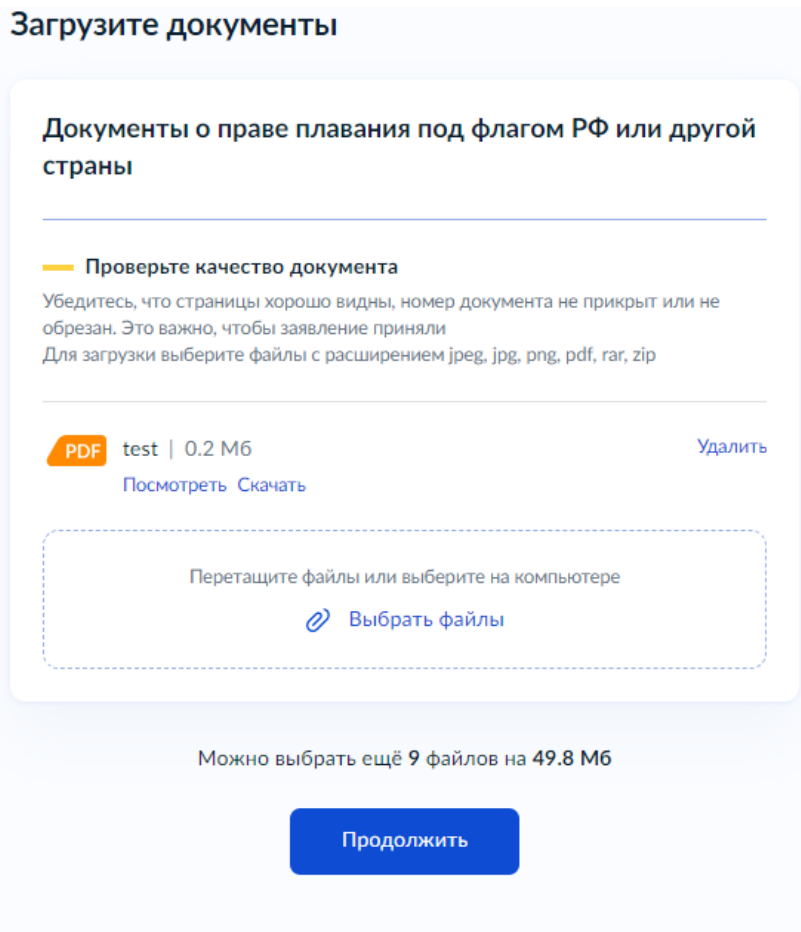 Загрузите документы
Документы о праве плавания под флагом РФ или другой
страны
Проверьте качество документа
Убедитесь, что страницы хорошо видны, номер документа не прикрыт или не
обрезан. Это важно, чтобы заявление приняли
Для загрузки выберите файлы с расширением jpeg, jpg, png, pdf, rar, zip
PDF test | 0.2 Мб Удалить
Посмотреть Скачать
Перетащите файлы или выберите на компьютере
Выбрать файлы
Можно выбрать ещё 9 файлов на 49.8 Мб
Продолжить